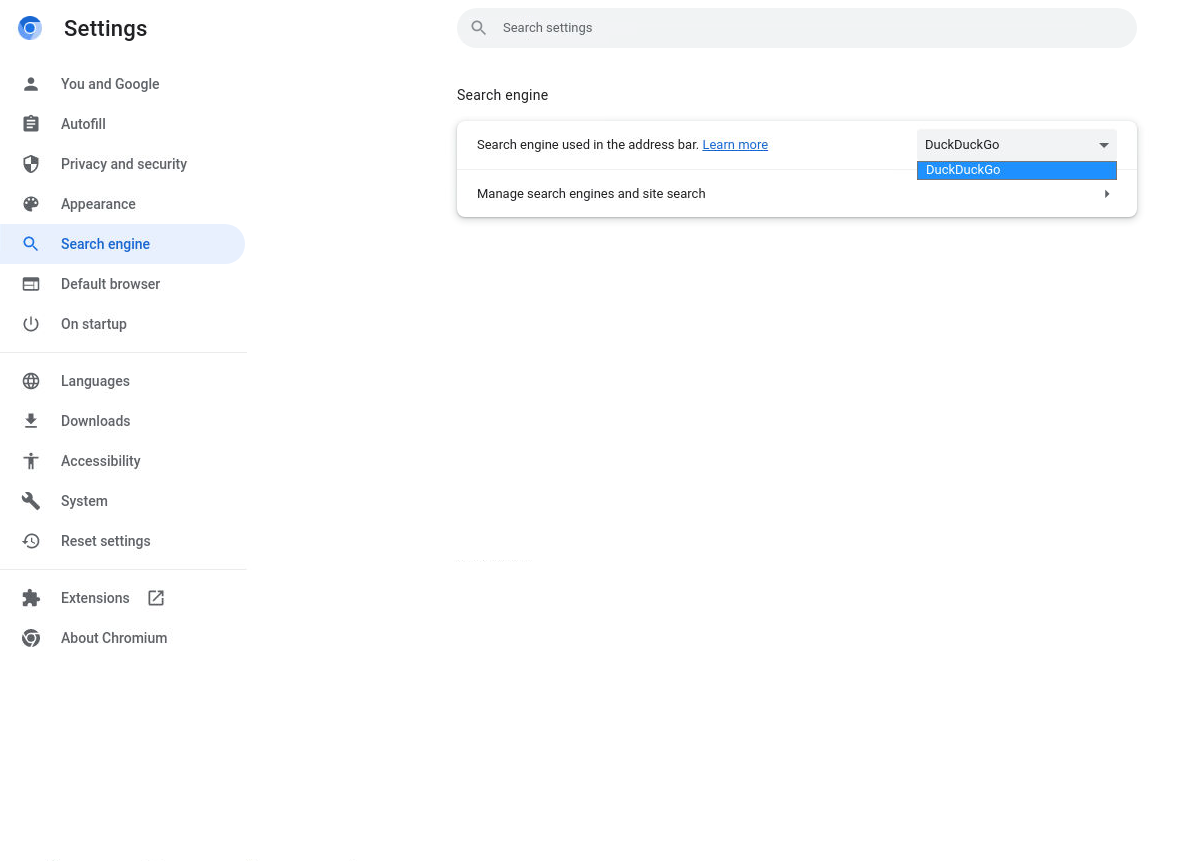 Settings
Search settings
You and Google
Autofill
Privacy and security
Appearance
Search engine
Default browser
On startup
Languages
Downloads
Accessibility
System
Reset settings
Extensions
About Chromium
Search engine
Search engine used in the address bar. Learn more
DuckDuckGo
DuckDuckGo
Manage search engines and site search